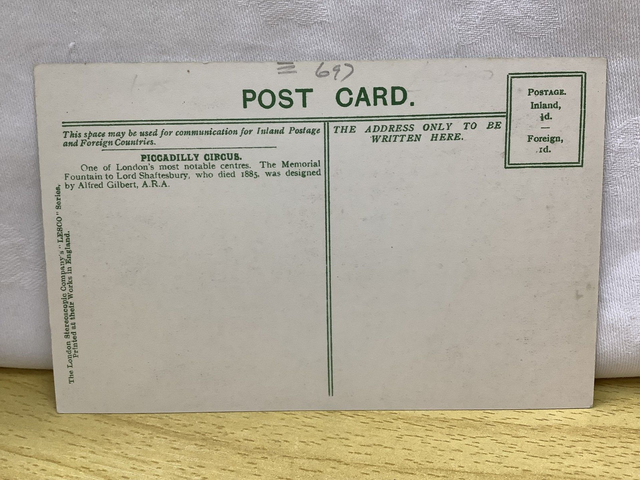 697
POST CARD.
POSTAGE.
Inland,
½d.
—
Foreign,
1d.
This space may be used for communication for Inland Postage
and Foreign Countries.
THE ADDRESS ONLY TO BE
WRITTEN HERE.
PICCADILLY CIRCUS.
One of London's most notable centres. The Memorial
Fountain to Lord Shaftesbury, who died 1885, was designed
by Alfred Gilbert, A.R.A.
The London Stereoscopic Company's "LESCO" Series.
Printed at their Works in England.